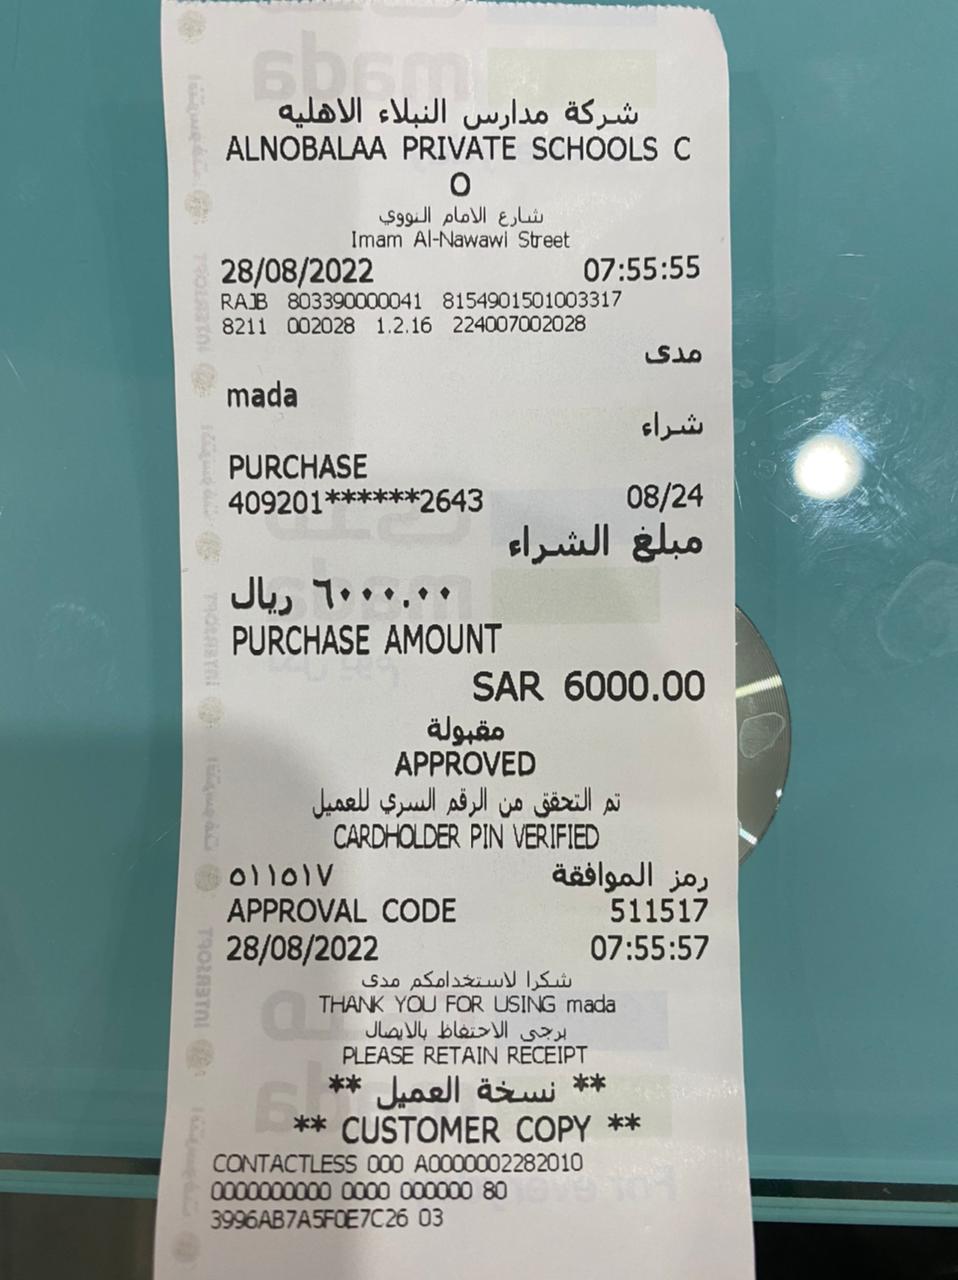 شركة مدارس النبلاء الاهليه
ALNOBALAA PRIVATE SCHOOLS C
O
شارع الامام النووي
Imam Al-Nawawi Street
28/08/2022 07:55:55
RAJB 803390000041 8154901501003317
8211 002028 1.2.16 224007002028
مدى
mada
شراء
PURCHASE
409201******2643 08/24
مبلغ الشراء
٦٠٠٠.٠٠ ريال
PURCHASE AMOUNT
SAR 6000.00
مقبولة
APPROVED
تم التحقق من الرقم السري للعميل
CARDHOLDER PIN VERIFIED
رمز الموافقة ٥١١٥١٧
APPROVAL CODE 511517
28/08/2022 07:55:57
شكرا لاستخدامكم مدى
THANK YOU FOR USING mada
يرجى الاحتفاظ بالايصال
PLEASE RETAIN RECEIPT
** نسخة العميل **
** CUSTOMER COPY **
CONTACTLESS 000 A0000002282010
0000000000 0000 000000 80
3996AB7A5F0E7C26 03